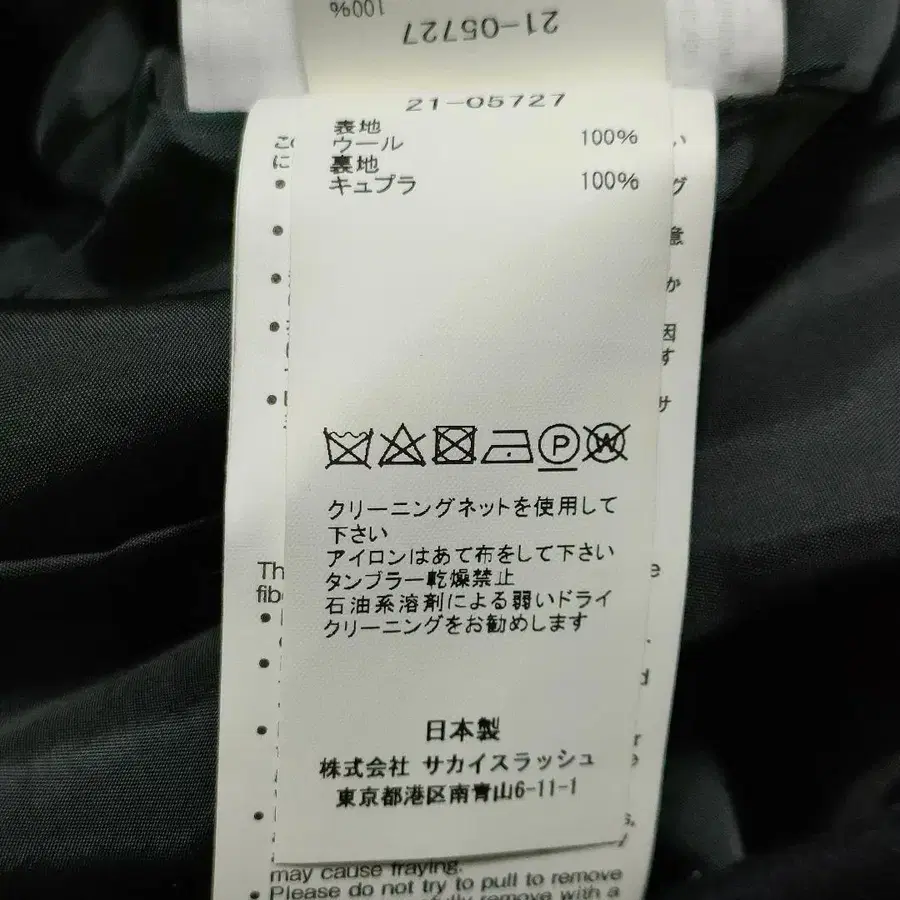 100%
21-05727
21-05727
表地
ウール 100%
裏地
キュプラ 100%
P
W
クリーニングネットを使用して
下さい
アイロンはあて布をして下さい
タンブラー乾燥禁止
石油系溶剤による弱いドライ
クリーニングをお勧めします
日本製
株式会社 サカイスラッシュ
東京都港区南青山6-11-1
may cause fraying.
• Please do not try to pull to remove
remove with a